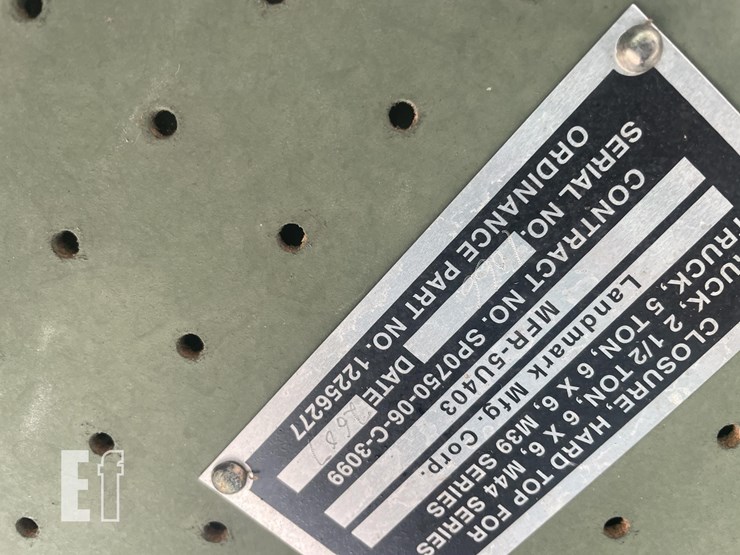 CLOSURE, HARD TOP FOR
TRUCK, 2 1/2 TON, 6 X 6, M44 SERIES
TRUCK, 5 TON, 6 X 6, M39 SERIES
Landmark Mfg. Corp.
MFR-5U403
CONTRACT NO. SP0750-06-C-3099
SERIAL NO. DATE
ORDINANCE PART NO. 12256277
Ef